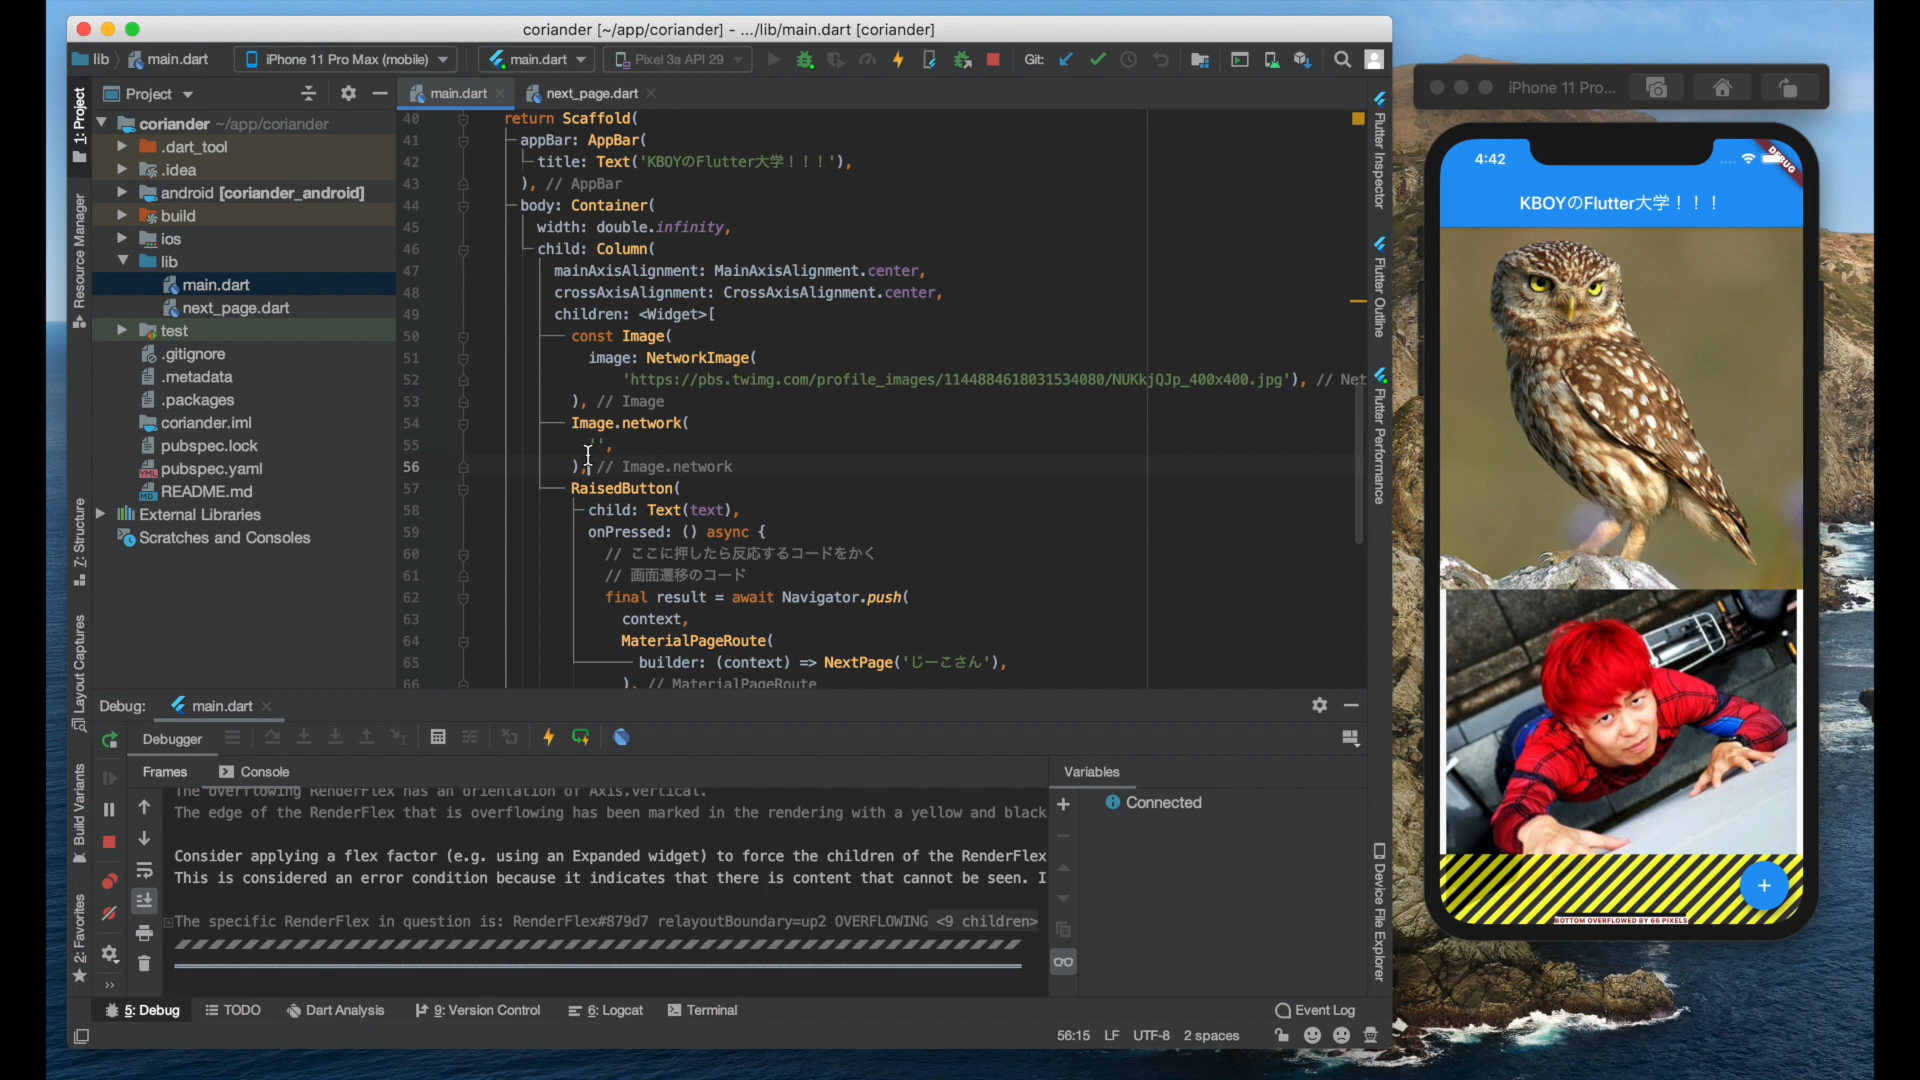 coriander [~/app/coriander] - .../lib/main.dart [coriander]
lib main.dart iPhone 11 Pro Max (mobile) main.dart Pixel 3a API 29 Git:
iPhone 11 Pro...
1: Project
Resource Manager
Z: Structure
Layout Captures
Build Variants
2: Favorites
Project
coriander ~/app/coriander
.dart_tool
.idea
android [coriander_android]
build
ios
lib
main.dart
next_page.dart
test
.gitignore
.metadata
.packages
coriander.iml
pubspec.lock
pubspec.yaml
README.md
External Libraries
Scratches and Consoles
main.dart next_page.dart
40 return Scaffold(
41 appBar: AppBar(
42 title: Text('KBOYのFlutter大学！！！'),
43 ), // AppBar
44 body: Container(
45 width: double.infinity,
46 child: Column(
47 mainAxisAlignment: MainAxisAlignment.center,
48 crossAxisAlignment: CrossAxisAlignment.center,
49 children: <Widget>[
50 const Image(
51 image: NetworkImage(
52 'https://pbs.twimg.com/profile_images/1144884618031534080/NUKkjQJp_400x400.jpg'), // Net
53 ), // Image
54 Image.network(
55 '',
56 ), // Image.network
57 RaisedButton(
58 child: Text(text),
59 onPressed: () async {
60 // ここに押したら反応するコードをかく
61 // 画面遷移のコード
62 final result = await Navigator.push(
63 context,
64 MaterialPageRoute(
65 builder: (context) => NextPage('じーこさん'),
66 ), // MaterialPageRoute
Flutter Inspector
Flutter Outline
Flutter Performance
Device File Explorer
Debug: main.dart
Debugger
Frames Console
Variables
Connected
The overflowing RenderFlex has an orientation of Axis.vertical.
The edge of the RenderFlex that is overflowing has been marked in the rendering with a yellow and black
Consider applying a flex factor (e.g. using an Expanded widget) to force the children of the RenderFlex
This is considered an error condition because it indicates that there is content that cannot be seen. I
The specific RenderFlex in question is: RenderFlex#879d7 relayoutBoundary=up2 OVERFLOWING <9 children>
5: Debug TODO Dart Analysis 9: Version Control 6: Logcat Terminal Event Log
56:15 LF UTF-8 2 spaces
4:42
DEBUG
KBOYのFlutter大学！！！
BOTTOM OVERFLOWED BY 66 PIXELS